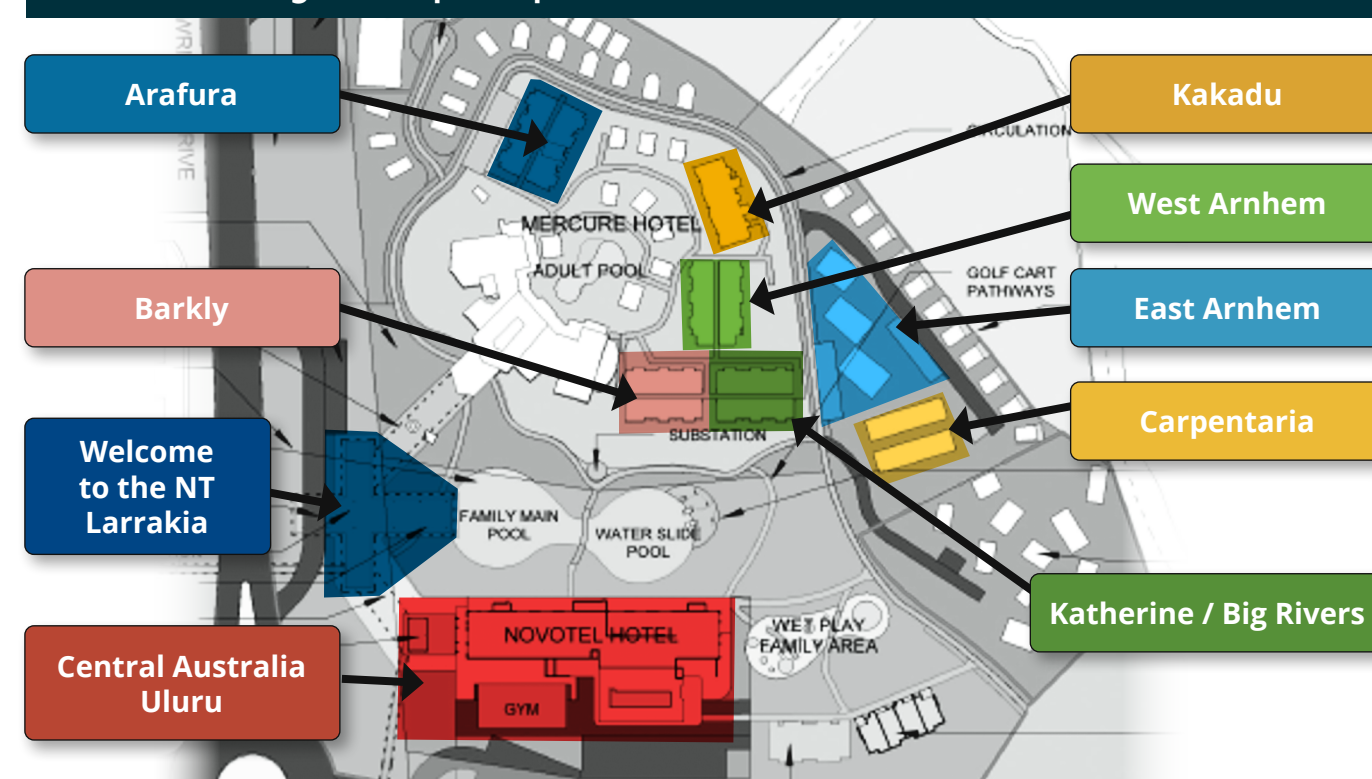 Arafura
Kakadu
CIRCULATION
West Arnhem
MERCURE HOTEL
ADULT POOL
GOLF CART
PATHWAYS
Barkly
East Arnhem
Carpentaria
SUBSTATION
Welcome
to the NT
Larrakia
FAMILY MAIN
POOL
WATER SLIDE
POOL
Katherine / Big Rivers
NOVOTEL HOTEL
WET PLAY
FAMILY AREA
Central Australia
Uluru
GYM